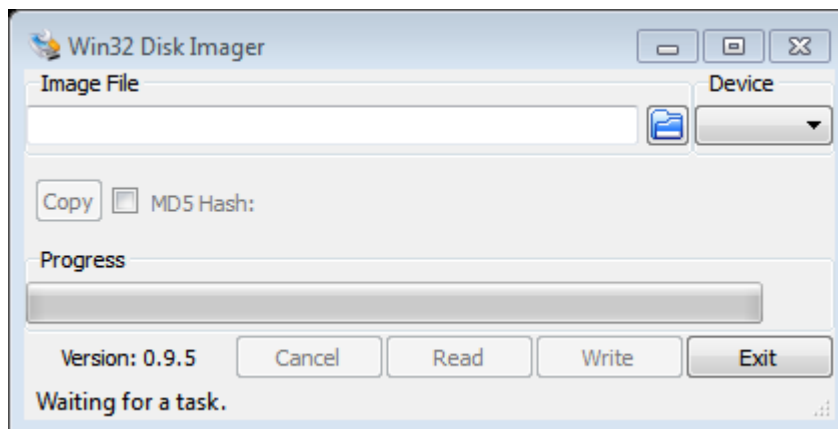 Win32 Disk Imager
Image File Device
Copy MD5 Hash:
Progress
Version: 0.9.5 Cancel Read Write Exit
Waiting for a task.